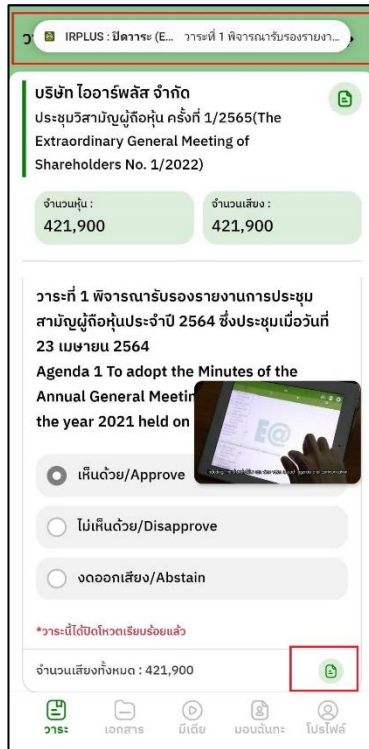 ว
IRPLUS : ปิดวาระ (E... วาระที่ 1 พิจารณารับรองรายงา...
บริษัท ไออาร์พลัส จำกัด
ประชุมวิสามัญผู้ถือหุ้น ครั้งที่ 1/2565(The
Extraordinary General Meeting of
Shareholders No. 1/2022)
จำนวนหุ้น :
421,900
จำนวนเสียง :
421,900
วาระที่ 1 พิจารณารับรองรายงานการประชุม
สามัญผู้ถือหุ้นประจำปี 2564 ซึ่งประชุมเมื่อวันที่
23 เมษายน 2564
Agenda 1 To adopt the Minutes of the
Annual General Meetin
the year 2021 held on
E@
เห็นด้วย/Approve
ไม่เห็นด้วย/Disapprove
งดออกเสียง/Abstain
*วาระนี้ได้ปิดโหวตเรียบร้อยแล้ว
จำนวนเสียงทั้งหมด : 421,900
วาระ เอกสาร มีเดีย มอบฉันทะ โปรไฟล์